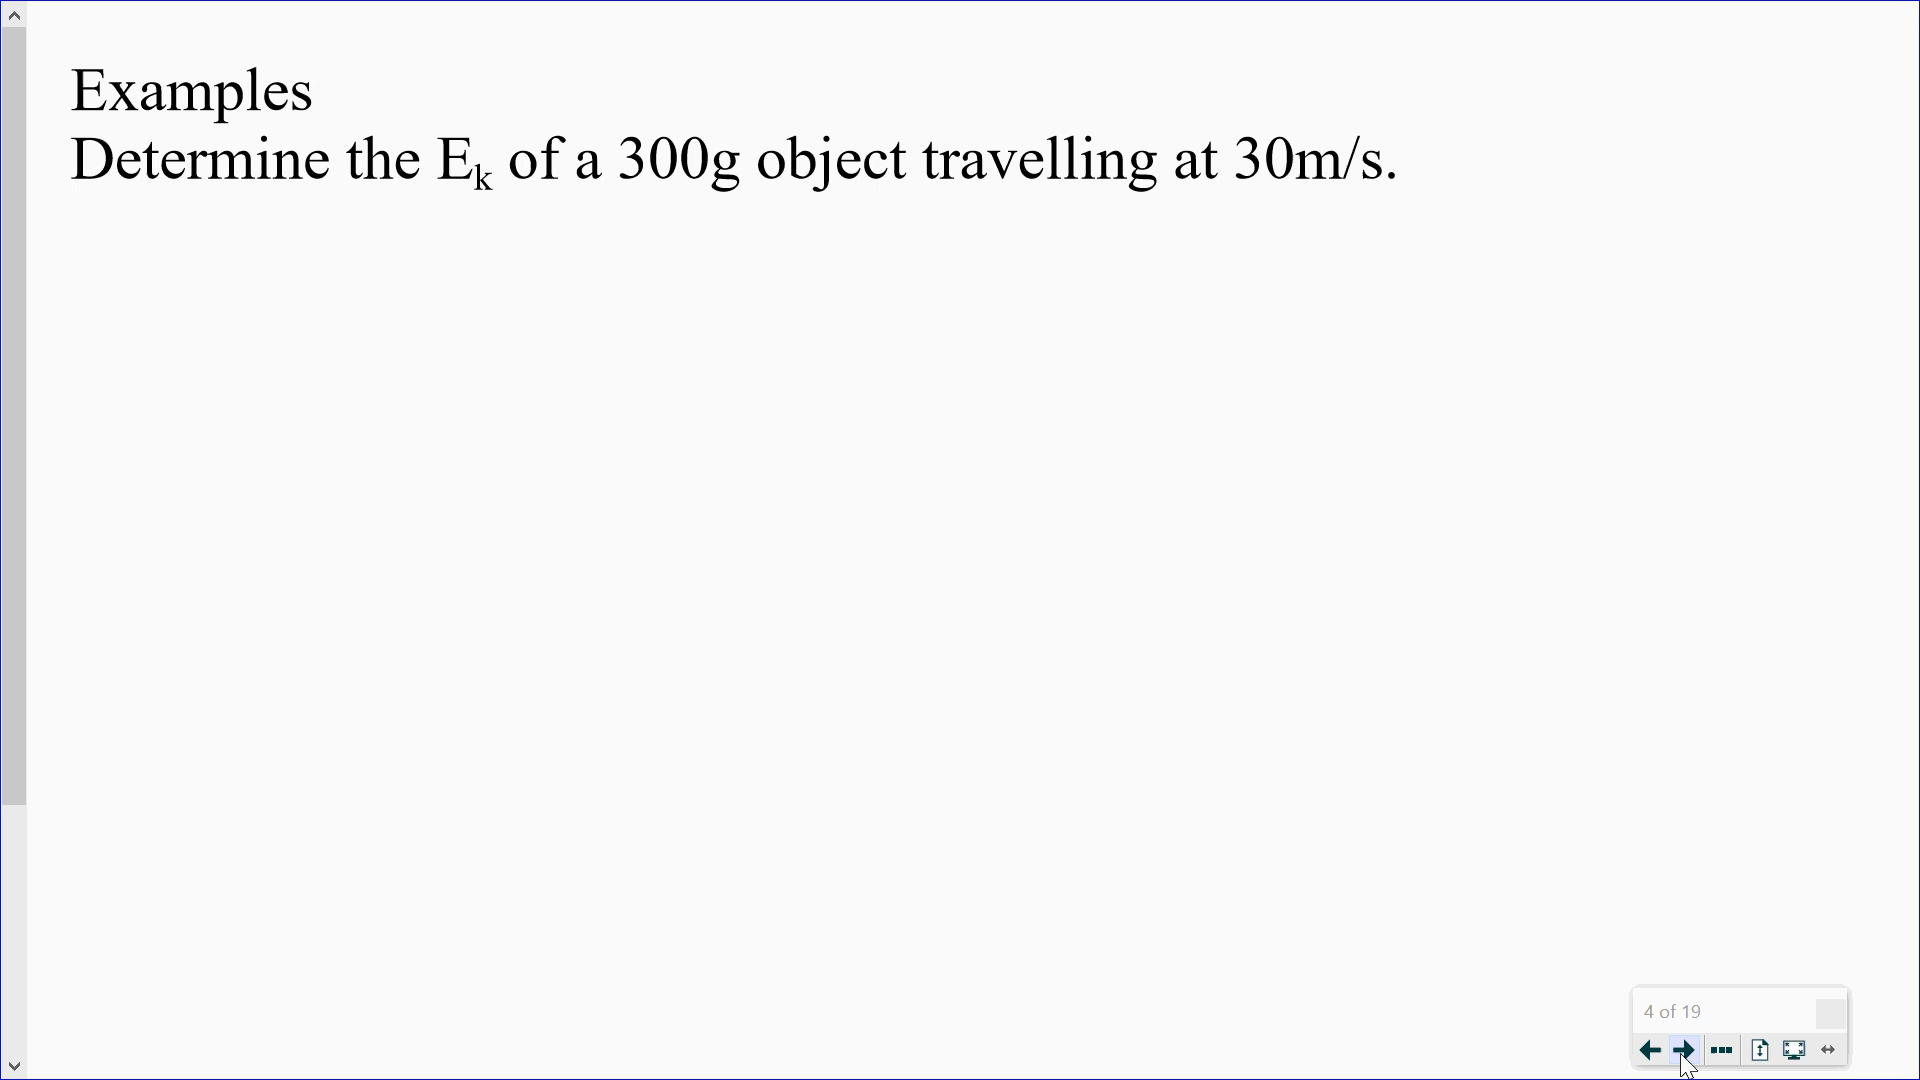 Examples
Determine the Eₖ of a 300g object travelling at 30m/s.
4 of 19